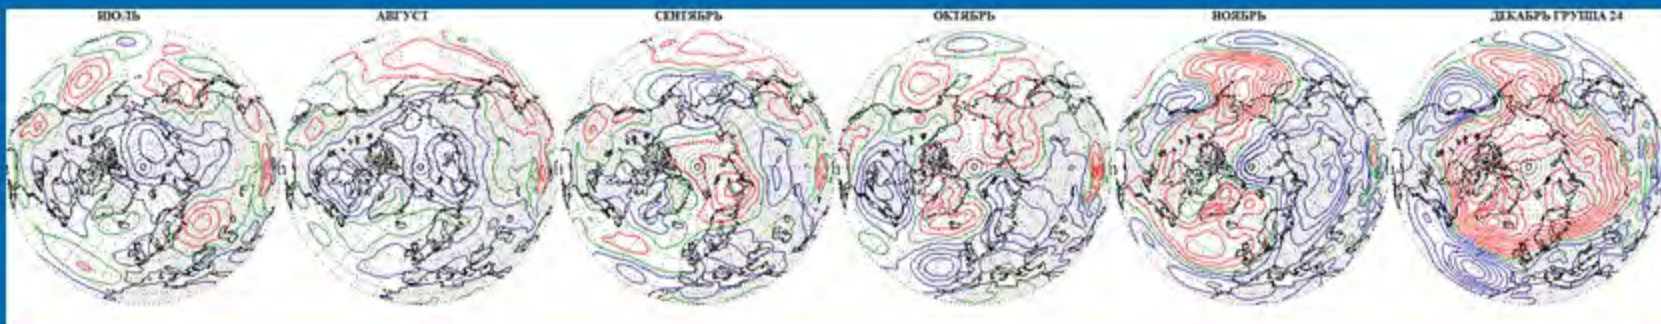 ИЮЛЬ АВГУСТ СЕНТЯБРЬ ОКТЯБРЬ НОЯБРЬ ДЕКАБРЬ ГРУППА 24